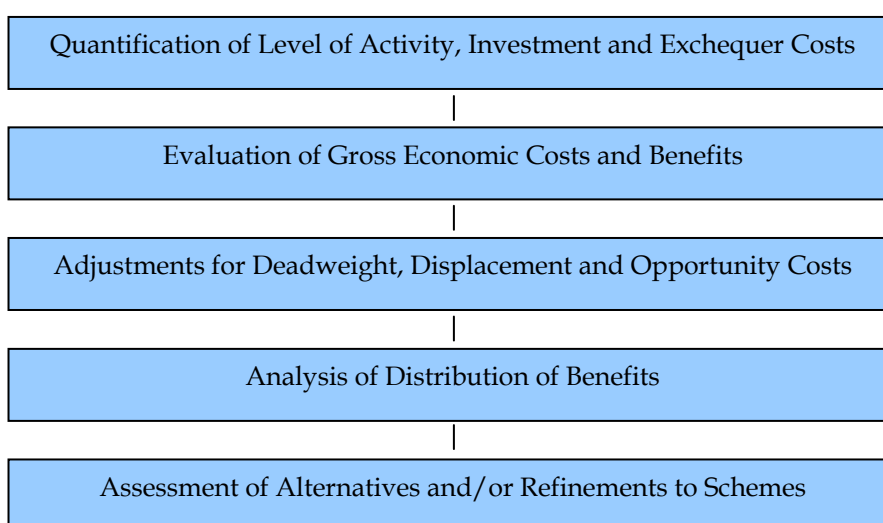 Quantification of Level of Activity, Investment and Exchequer Costs
Evaluation of Gross Economic Costs and Benefits
Adjustments for Deadweight, Displacement and Opportunity Costs
Analysis of Distribution of Benefits
Assessment of Alternatives and/or Refinements to Schemes